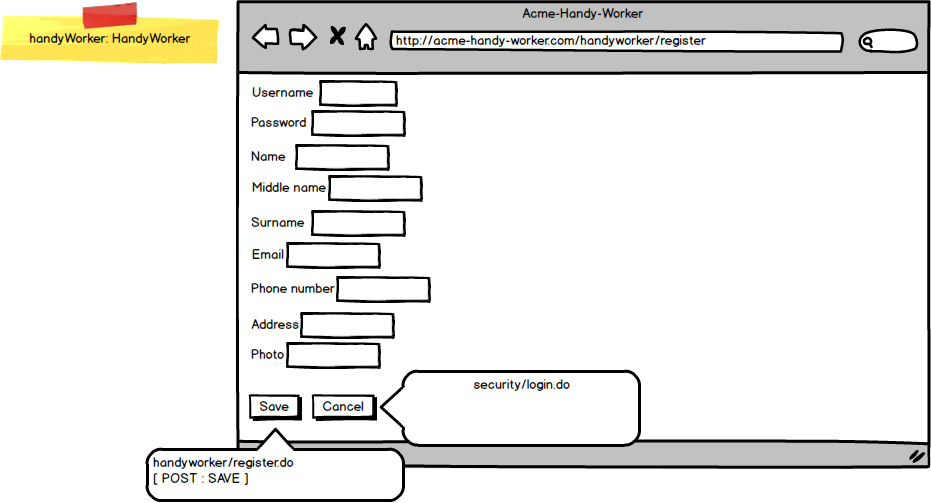 handyWorker: HandyWorker
Acme-Handy-Worker
http://acme-handy-worker.com/handyworker/register
Username
Password
Name
Middle name
Surname
Email
Phone number
Address
Photo
Save
Cancel
security/login.do
handyworker/register.do
[ POST : SAVE ]